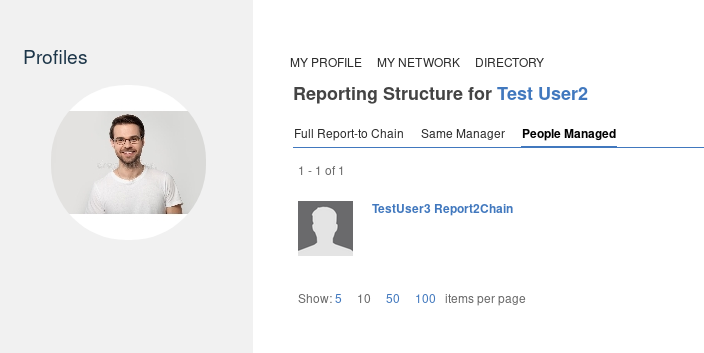 Profiles
MY PROFILE MY NETWORK DIRECTORY
Reporting Structure for Test User2
Full Report-to Chain Same Manager People Managed
1 - 1 of 1
TestUser3 Report2Chain
Show: 5 10 50 100 items per page